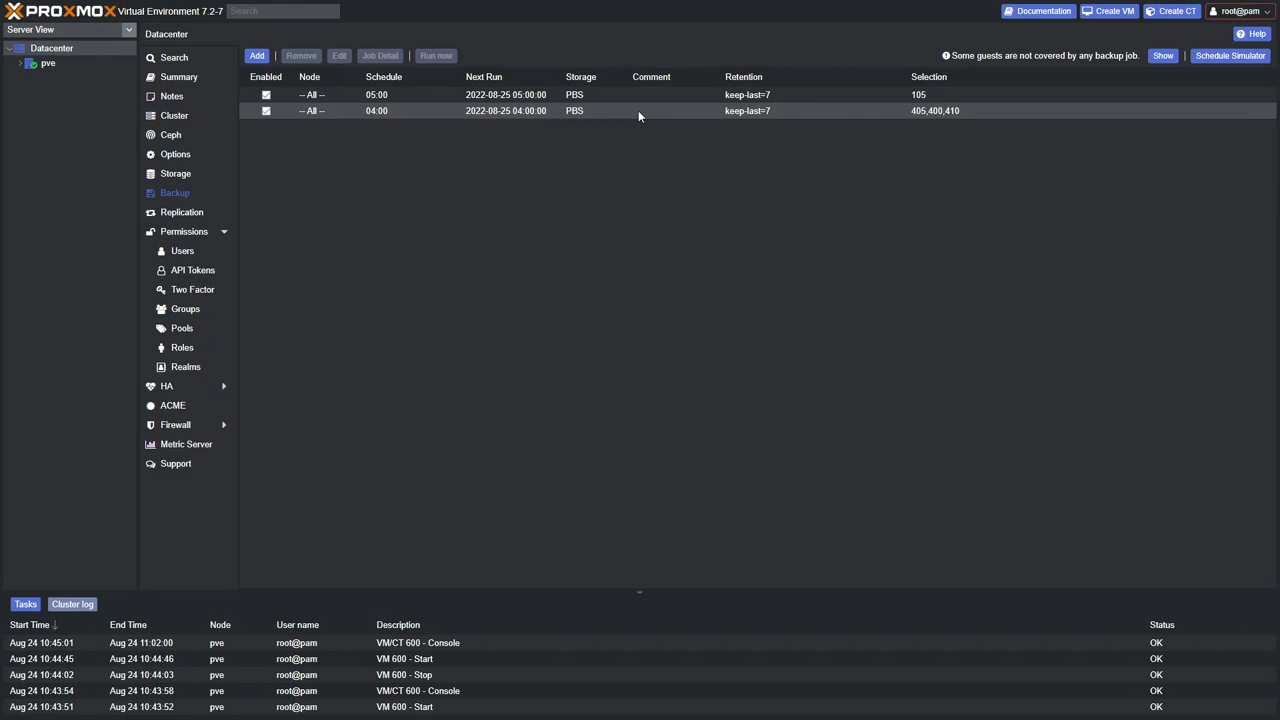 PROXMOX Virtual Environment 7.2-7 Search Documentation Create VM Create CT root@pam
Server View
Datacenter
pve
Datacenter Help
Search
Summary
Notes
Cluster
Ceph
Options
Storage
Backup
Replication
Permissions
Users
API Tokens
Two Factor
Groups
Pools
Roles
Realms
HA
ACME
Firewall
Metric Server
Support
Add Remove Edit Job Detail Run now Some guests are not covered by any backup job. Show Schedule Simulator
Enabled Node Schedule Next Run Storage Comment Retention Selection
-- All -- 05:00 2022-08-25 05:00:00 PBS keep-last=7 105
-- All -- 04:00 2022-08-25 04:00:00 PBS keep-last=7 405,400,410
Tasks Cluster log
Start Time End Time Node User name Description Status
Aug 24 10:45:01 Aug 24 11:02:00 pve root@pam VM/CT 600 - Console OK
Aug 24 10:44:45 Aug 24 10:44:46 pve root@pam VM 600 - Start OK
Aug 24 10:44:02 Aug 24 10:44:03 pve root@pam VM 600 - Stop OK
Aug 24 10:43:54 Aug 24 10:43:58 pve root@pam VM/CT 600 - Console OK
Aug 24 10:43:51 Aug 24 10:43:52 pve root@pam VM 600 - Start OK